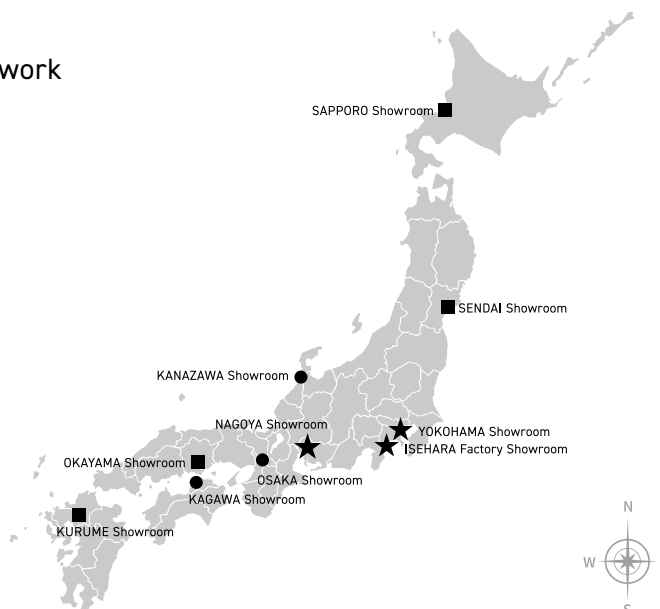 work
SAPPORO Showroom
SENDAI Showroom
KANAZAWA Showroom
NAGOYA Showroom
YOKOHAMA Showroom
ISEHARA Factory Showroom
OKAYAMA Showroom
OSAKA Showroom
KAGAWA Showroom
KURUME Showroom
N
W
S